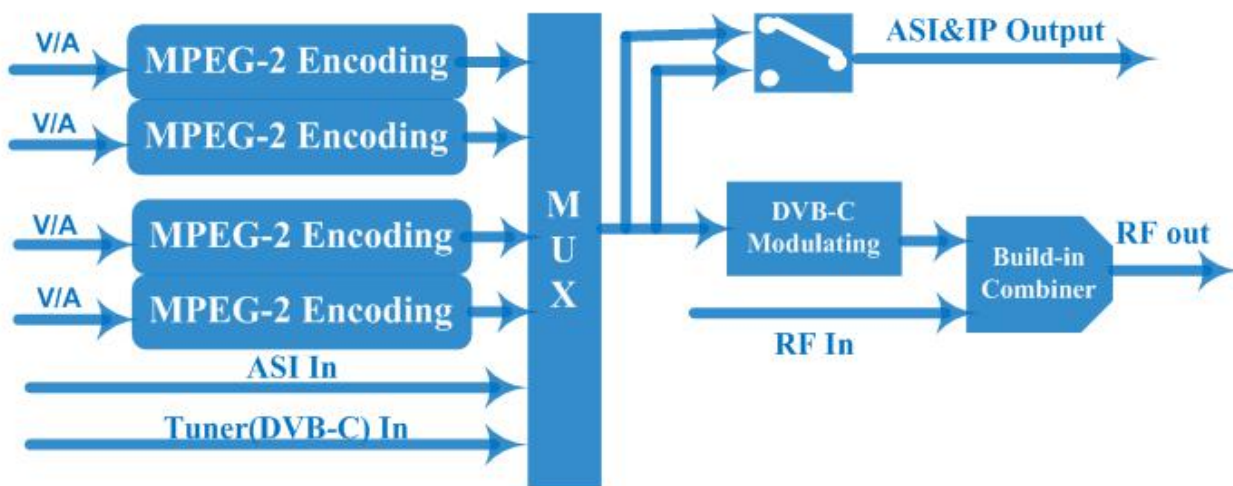 V/A
MPEG-2 Encoding
V/A
MPEG-2 Encoding
V/A
MPEG-2 Encoding
V/A
MPEG-2 Encoding
ASI In
Tuner(DVB-C) In
M
U
X
ASI&IP Output
DVB-C
Modulating
RF In
Build-in
Combiner
RF out